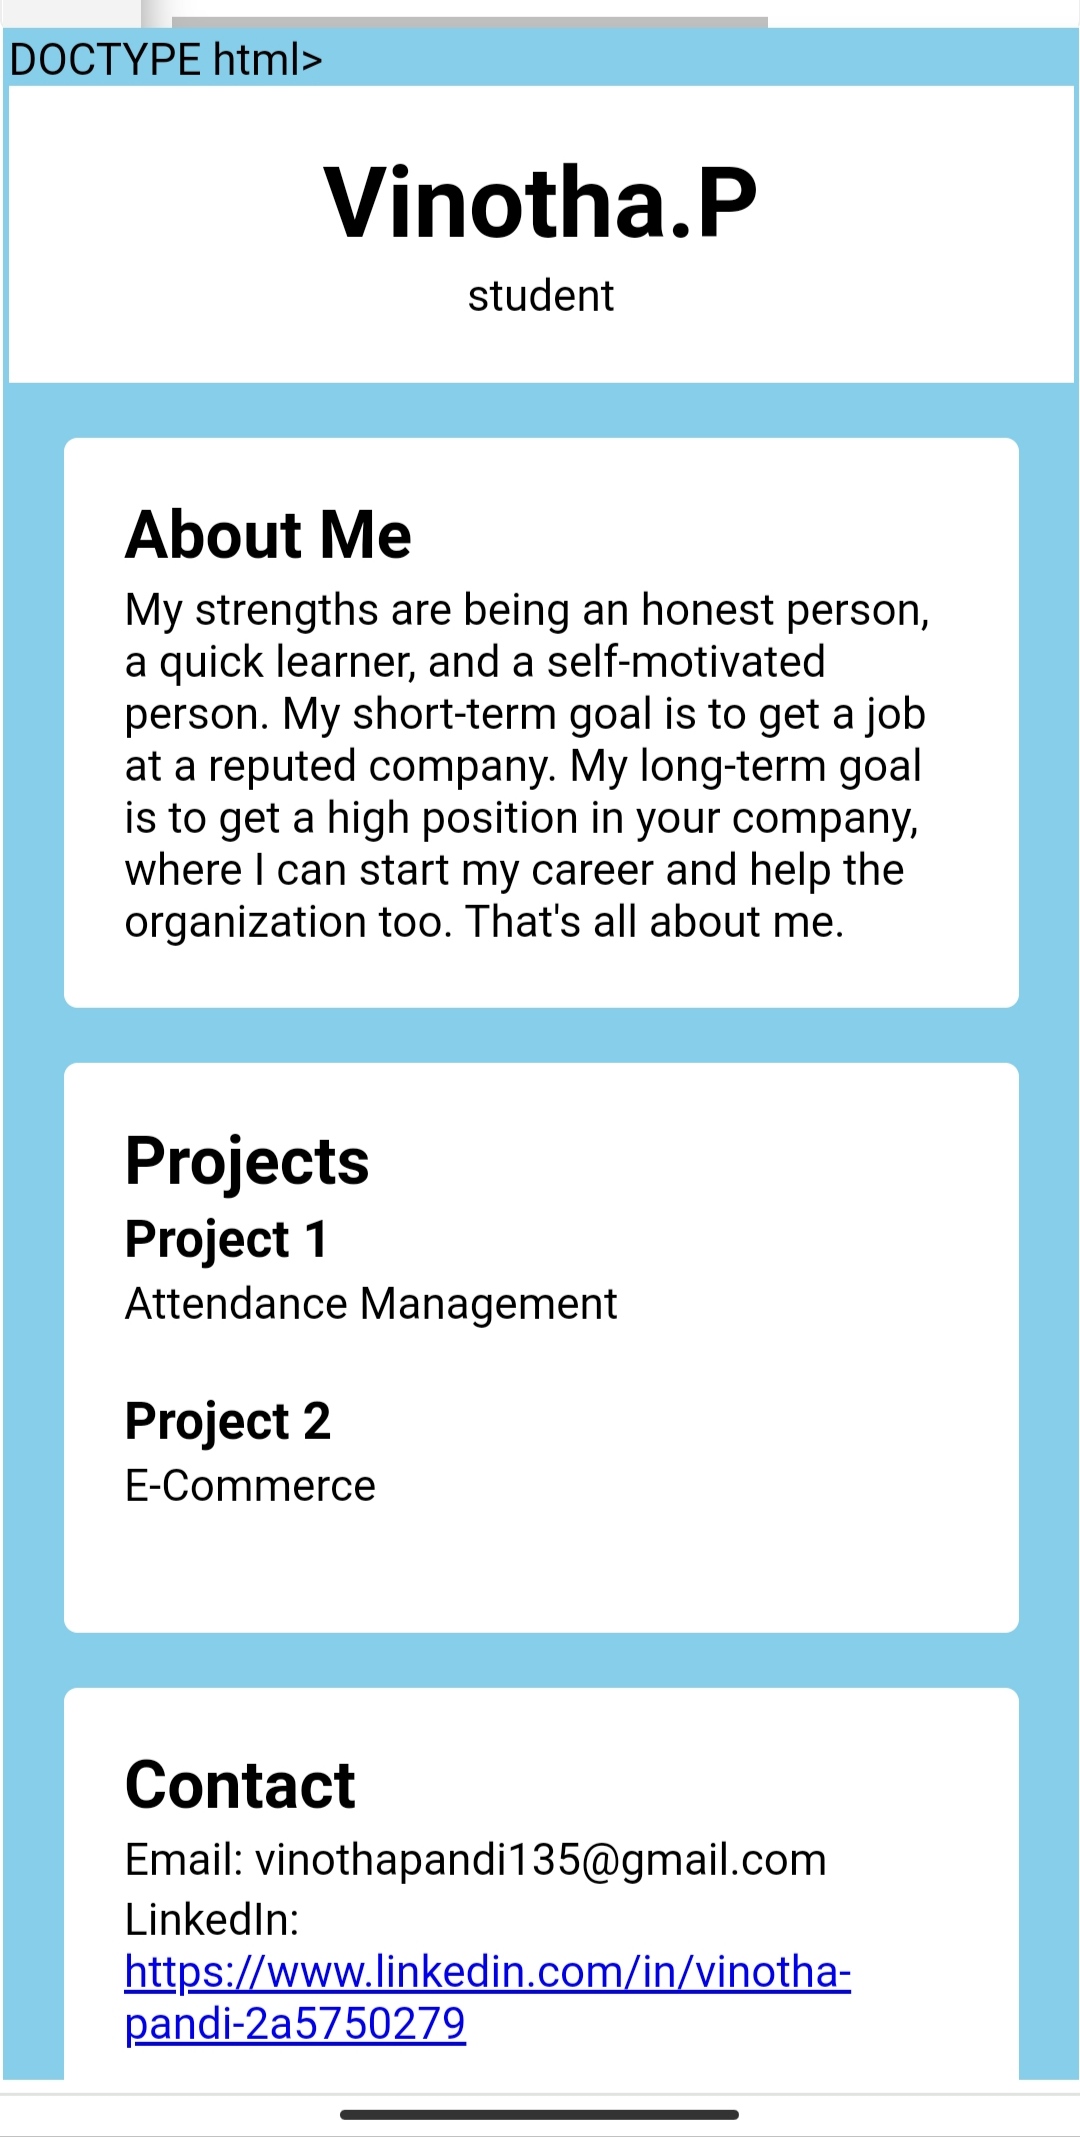 DOCTYPE html>
Vinotha.P
student
About Me
My strengths are being an honest person,
a quick learner, and a self-motivated
person. My short-term goal is to get a job
at a reputed company. My long-term goal
is to get a high position in your company,
where I can start my career and help the
organization too. That's all about me.
Projects
Project 1
Attendance Management
Project 2
E-Commerce
Contact
Email: vinothapandi135@gmail.com
LinkedIn:
https://www.linkedin.com/in/vinotha-
pandi-2a5750279